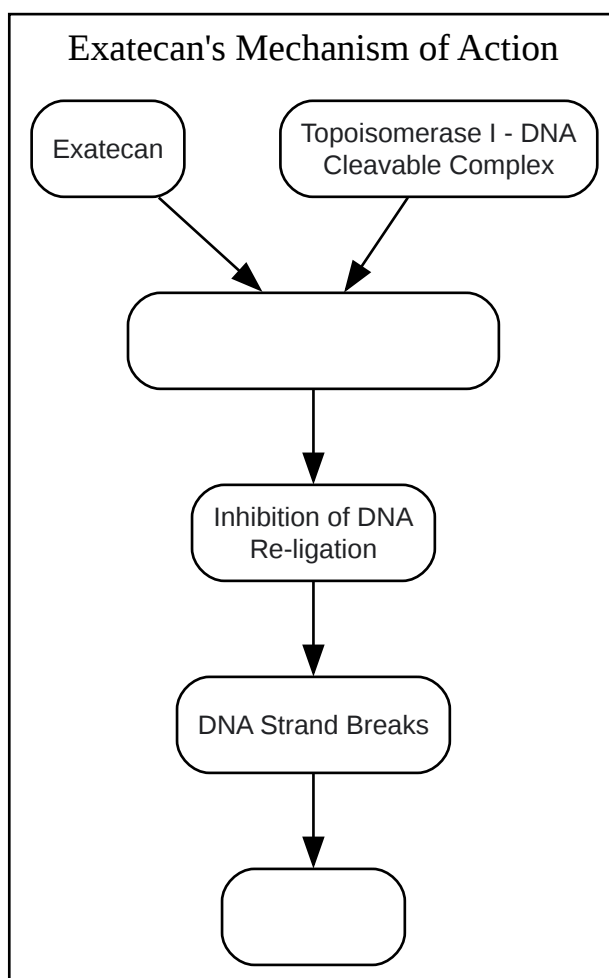 Exatecan's Mechanism of Action
Exatecan
Topoisomerase I - DNA
Cleavable Complex
Inhibition of DNA
Re-ligation
DNA Strand Breaks